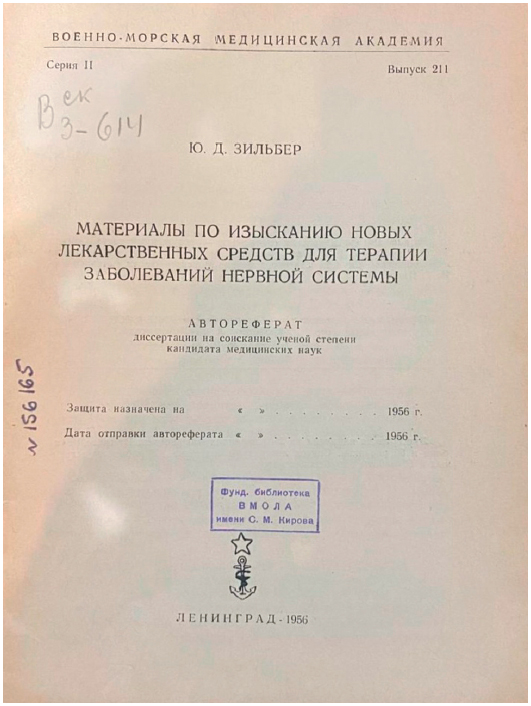 ВОЕННО-МОРСКАЯ МЕДИЦИНСКАЯ АКАДЕМИЯ
Серия II Выпуск 211
В ек
З-614
Ю. Д. ЗИЛЬБЕР
МАТЕРИАЛЫ ПО ИЗЫСКАНИЮ НОВЫХ
ЛЕКАРСТВЕННЫХ СРЕДСТВ ДЛЯ ТЕРАПИИ
ЗАБОЛЕВАНИЙ НЕРВНОЙ СИСТЕМЫ
АВТОРЕФЕРАТ
диссертации на соискание ученой степени
кандидата медицинских наук
Защита назначена на « » . . . . . . . . 1956 г.
Дата отправки автореферата « » . . . . . . . . 1956 г.
Фунд. библиотека
ВМОЛА
имени С. М. Кирова
ЛЕНИНГРАД - 1956
№ 156165